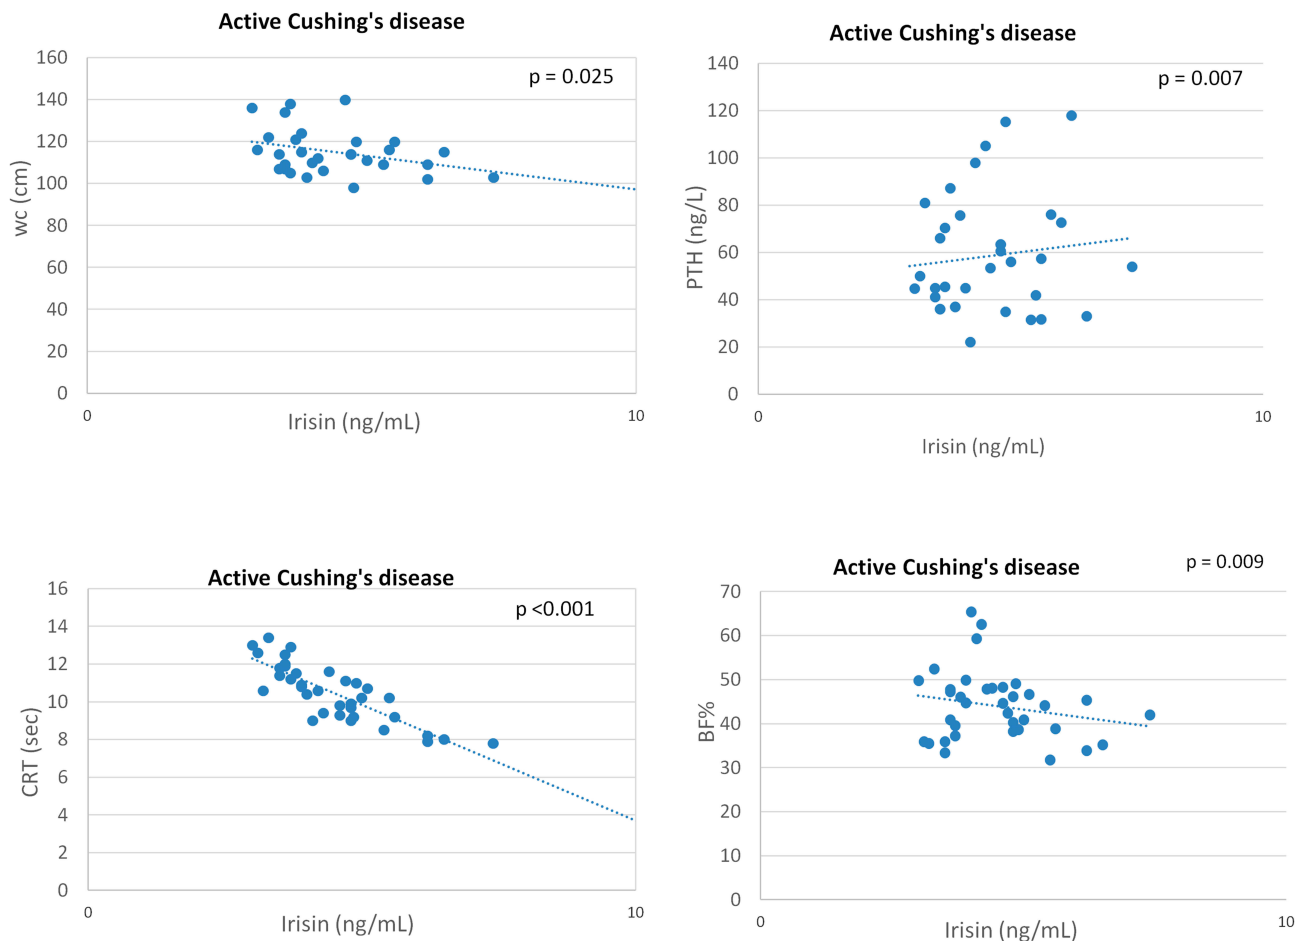 Active Cushing's disease
p = 0.025
160
140
120
100
80
60
40
20
0
wc (cm)
0
10
Irisin (ng/mL)
Active Cushing's disease
p = 0.007
140
120
100
80
60
40
20
0
PTH (ng/L)
0
10
Irisin (ng/mL)
Active Cushing's disease
p <0.001
16
14
12
10
8
6
4
2
0
CRT (sec)
0
10
Irisin (ng/mL)
Active Cushing's disease
p = 0.009
70
60
50
40
30
20
10
0
BF%
0
10
Irisin (ng/mL)